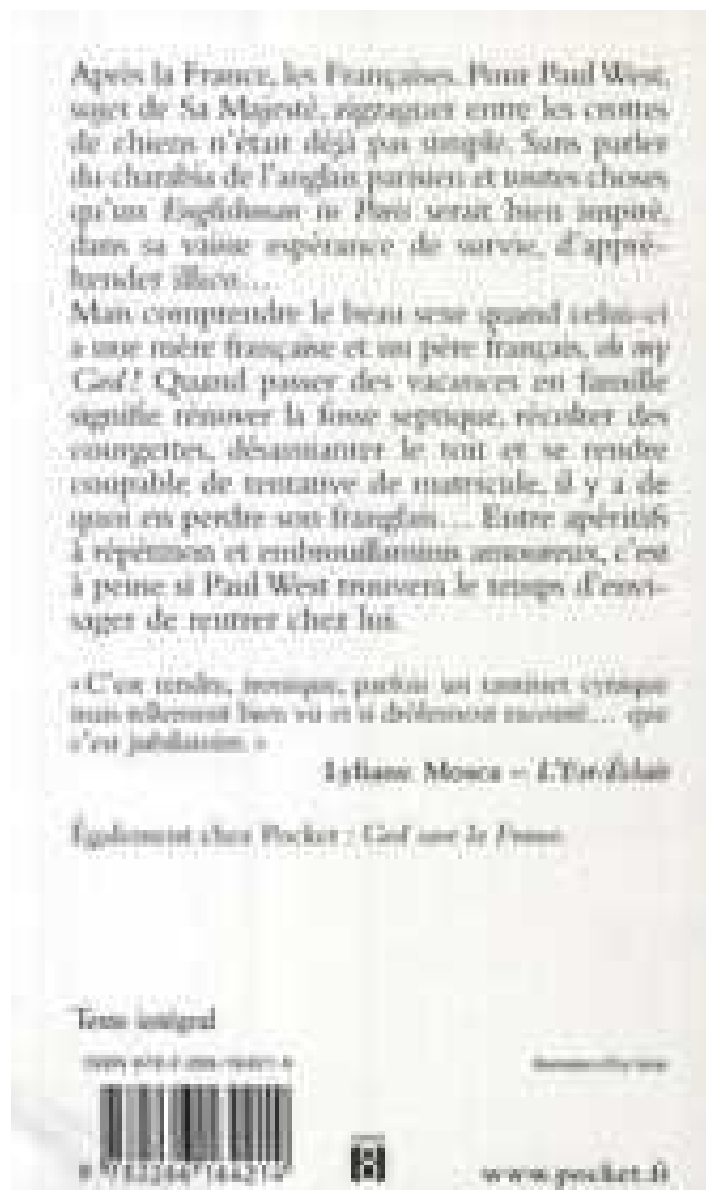 Après la France, les Françaises. Pour Paul West,
sujet de Sa Majesté, zigzaguer entre les crottes
de chiens n'était déjà pas simple. Sans parler
du charabia de l'anglais parisien et toutes choses
qu'un Englishman in Paris serait bien inspiré,
dans sa vaine espérance de survie, d'appré-
hender illico...
Mais comprendre le beau sexe quand celui-ci
a une mère française et un père français, oh my
God ! Quand passer des vacances en famille
signifie rénover la fosse septique, récolter des
courgettes, désamianter le toit et se rendre
coupable de tentative de matricide, il y a de
quoi en perdre son franglais... Entre apéritifs
à répétition et embrouillaminis amoureux, c'est
à peine si Paul West trouvera le temps d'envi-
sager de rentrer chez lui.
« C'est tendre, ironique, parfois un tantinet cynique
mais tellement bien vu et si drôlement raconté... que
c'est jubilatoire. »
Lyliane Mosca – L'Est-Éclair
Également chez Pocket : God save la France
Texte intégral
www.pocket.fr